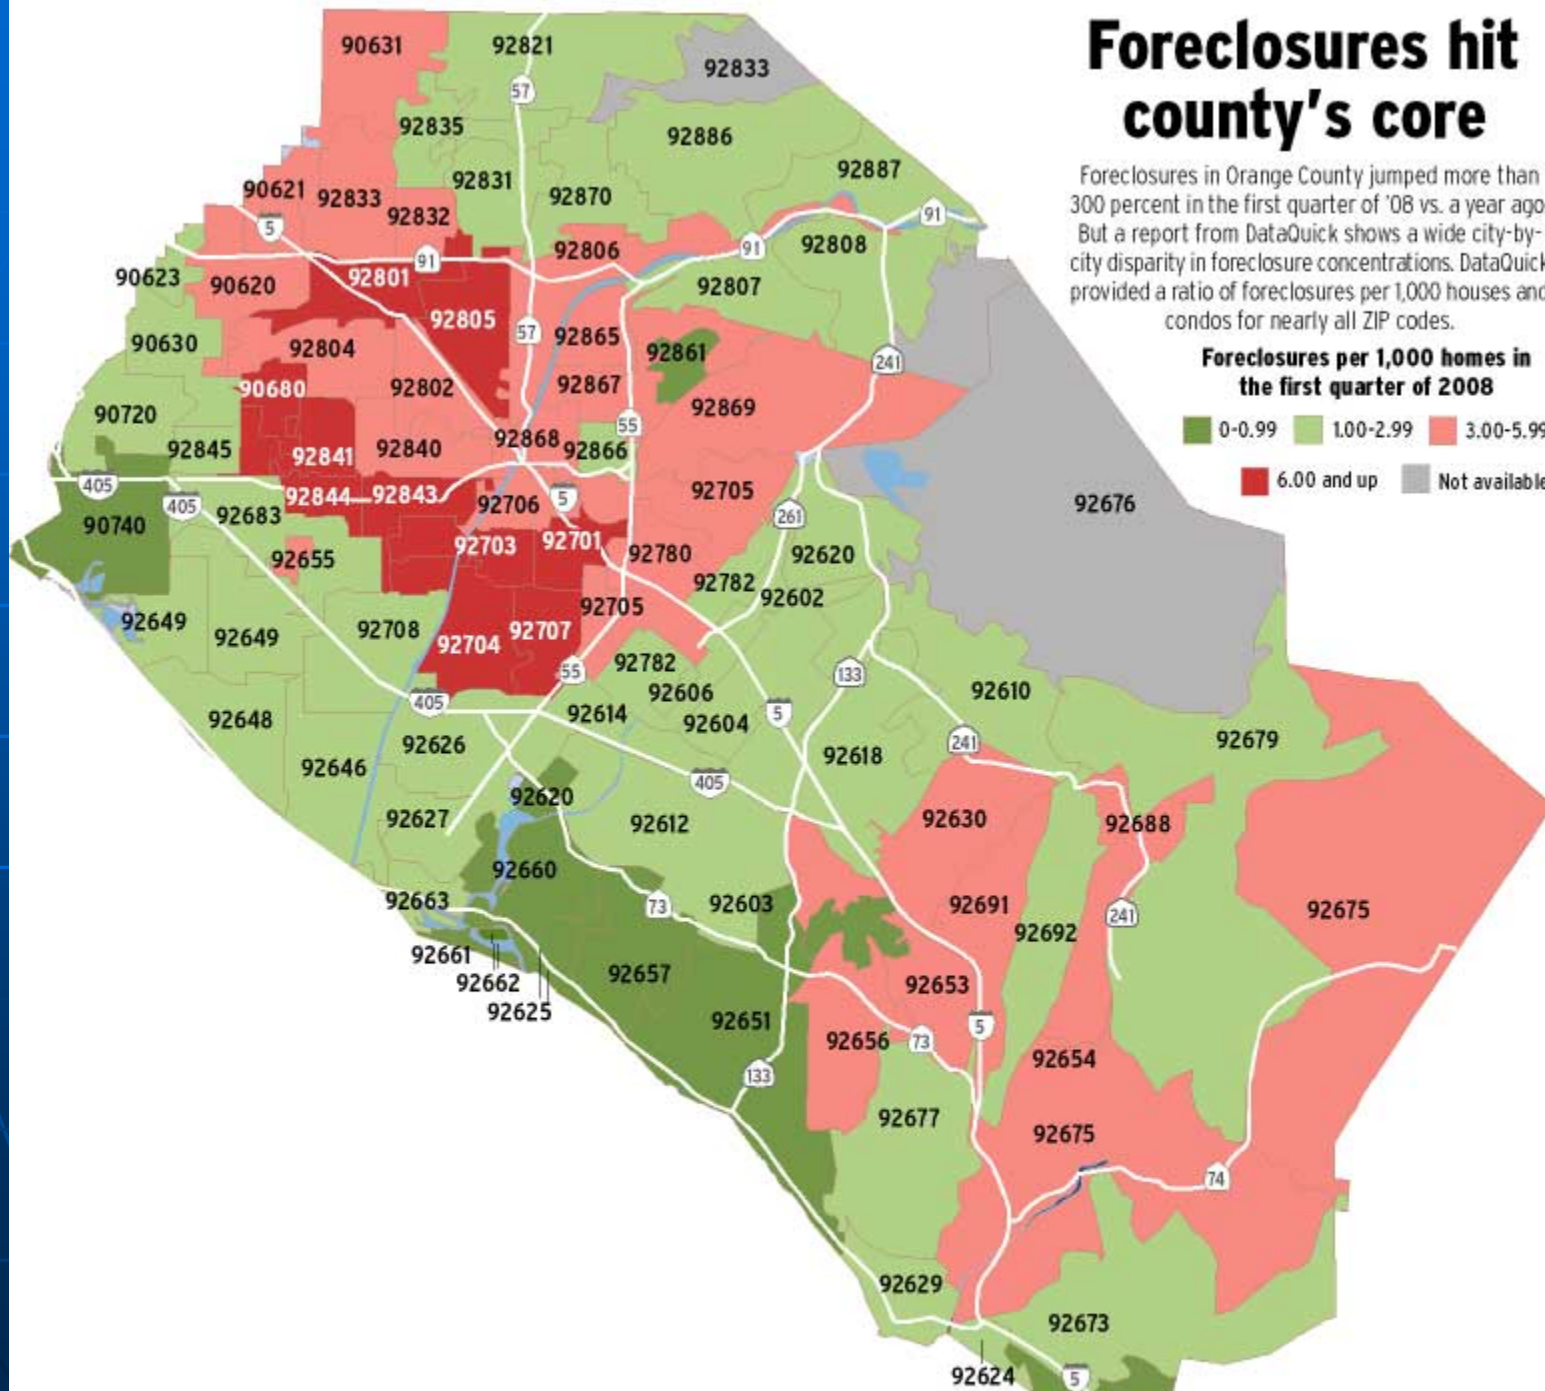 Foreclosures hit
county's core
Foreclosures in Orange County jumped more than
300 percent in the first quarter of '08 vs. a year ago
But a report from DataQuick shows a wide city-by-
city disparity in foreclosure concentrations. DataQuick
provided a ratio of foreclosures per 1,000 houses and
condos for nearly all ZIP codes.
Foreclosures per 1,000 homes in
the first quarter of 2008
0-0.99 1.00-2.99 3.00-5.99
6.00 and up Not available
90631 92821
92833
57
92835
92886
92887
92831
90621 92833 92870
92832
5 91
92806 91 92808
91
90623 92801
90620 92807
92805
57
90630 92865
92804 92861
241
90680 92802 92867
90720 92869
55
92845 92841 92840 92868 92866
405 92844 92843 92706 5 92705
92676
405
90740 92683 261
92703 92701
92655 92780 92620
92782
92602
92705
92649 92649 92708
92704 92707
55 92782
133
92606
92610
405
92614 92604 5
92648
92626
241 92679
92646
92618
405
92620
92627 92612 92630 92688
92660
92663 73 92603 92691 92675
241
92692
92661
92657
92662
92653
92625
92651
5
92656 73
92654
133
92677
92675
74
92629
92673
92624 5